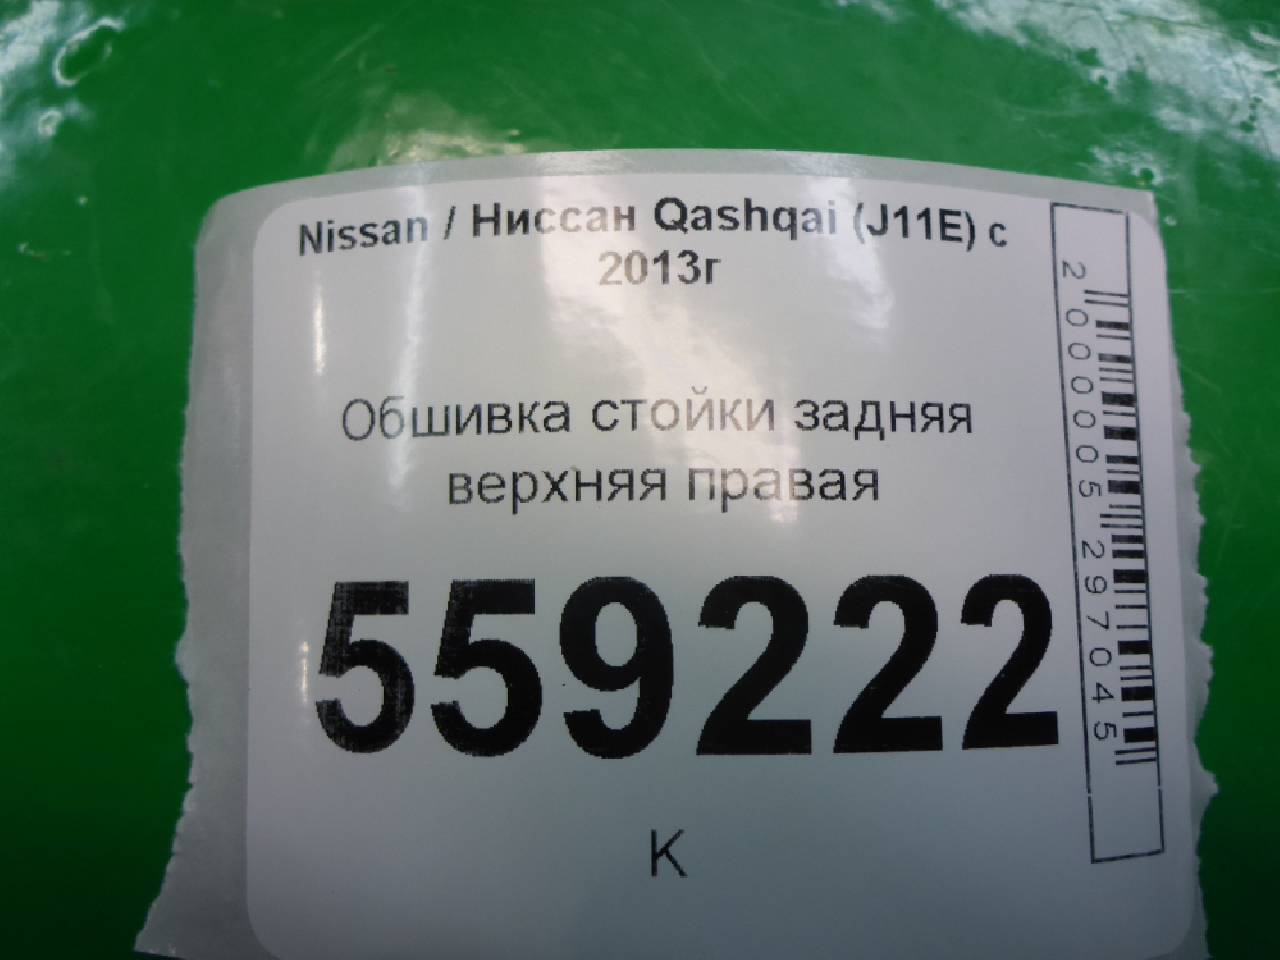 Nissan / Ниссан Qashqai (J11E) с
2013г
Обшивка стойки задняя
верхняя правая
559222
К
2000005297045